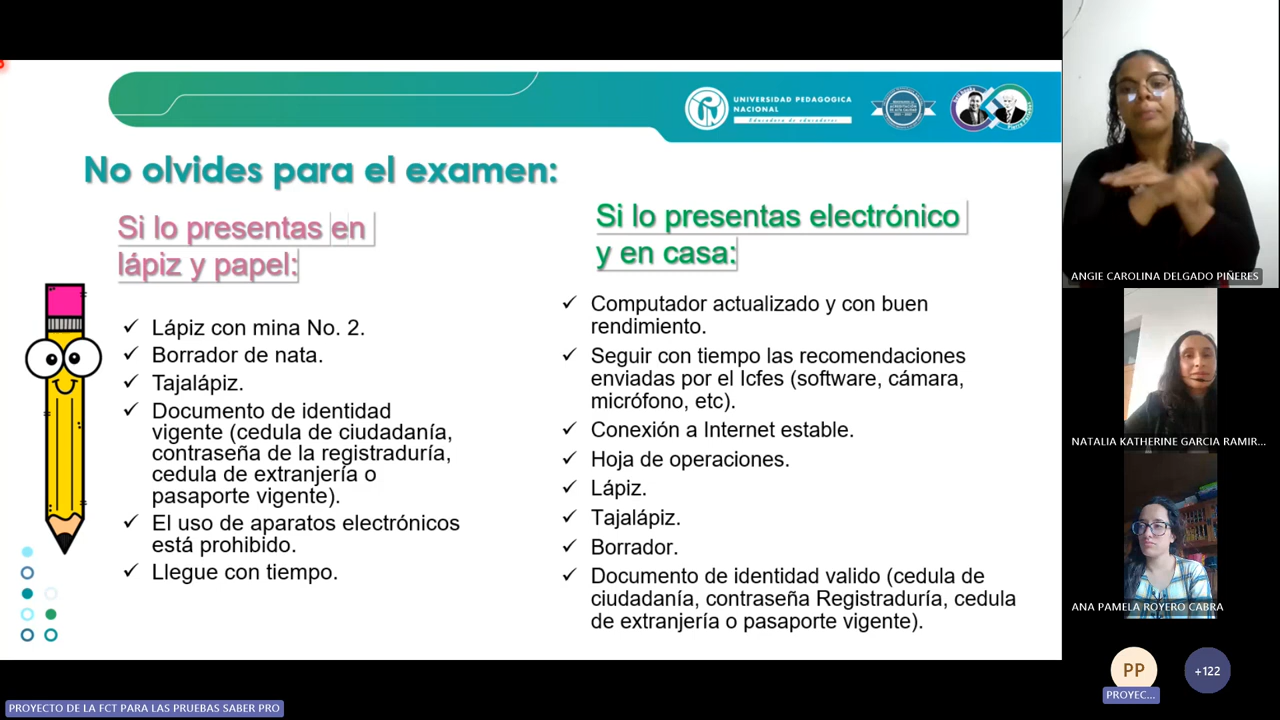 UNIVERSIDAD PEDAGOGICA
NACIONAL
Educadora de educadores
No olvides para el examen:
Si lo presentas en
lápiz y papel:
Lápiz con mina No. 2.
Borrador de nata.
Tajalápiz.
Documento de identidad
vigente (cedula de ciudadanía,
contraseña de la registraduría,
cedula de extranjería o
pasaporte vigente).
El uso de aparatos electrónicos
está prohibido.
Llegue con tiempo.
Si lo presentas electrónico
y en casa:
Computador actualizado y con buen
rendimiento.
Seguir con tiempo las recomendaciones
enviadas por el Icfes (software, cámara,
micrófono, etc).
Conexión a Internet estable.
Hoja de operaciones.
Lápiz.
Tajalápiz.
Borrador.
Documento de identidad valido (cedula de
ciudadanía, contraseña Registraduría, cedula
de extranjería o pasaporte vigente).
ANGIE CAROLINA DELGADO PIÑERES
NATALIA KATHERINE GARCIA RAMIR...
ANA PAMELA ROYERO CABRA
PP
+122
PROYEC...
PROYECTO DE LA FCT PARA LAS PRUEBAS SABER PRO